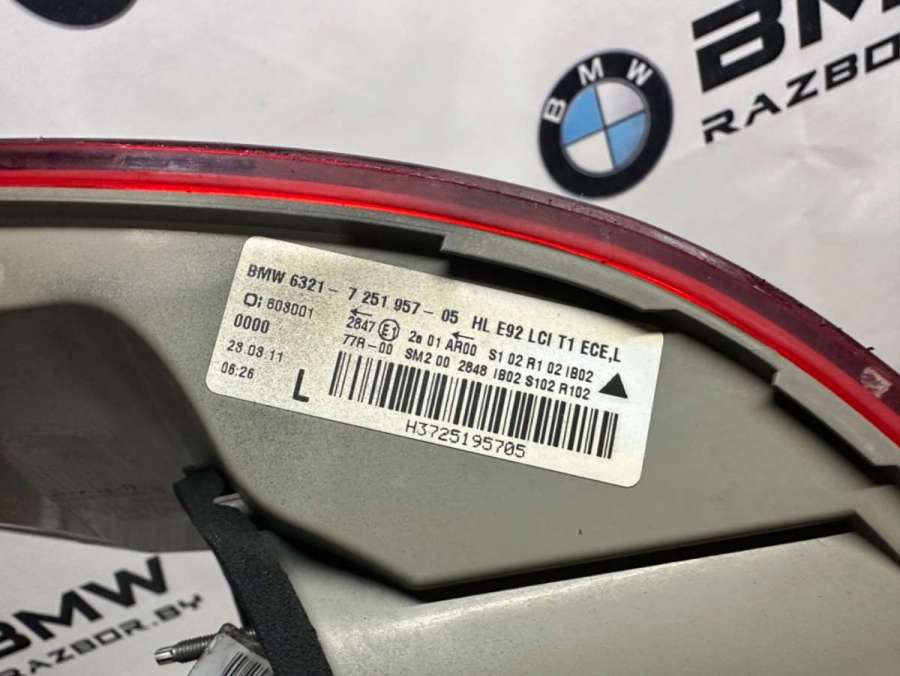 BMW
BMW
RAZBO
BMW 6321 - 7 251 957 - 05 HL E92 LCI T1 ECE,L
O: 603001
0000
23.03.11
06:26
L
2847 E1 2a 01 AR00 S1 02 R1 02 IB02
77R-00 SM2 00 2848 IB02 S102 R102
H3725195705
BMW
RAZBOR.BY